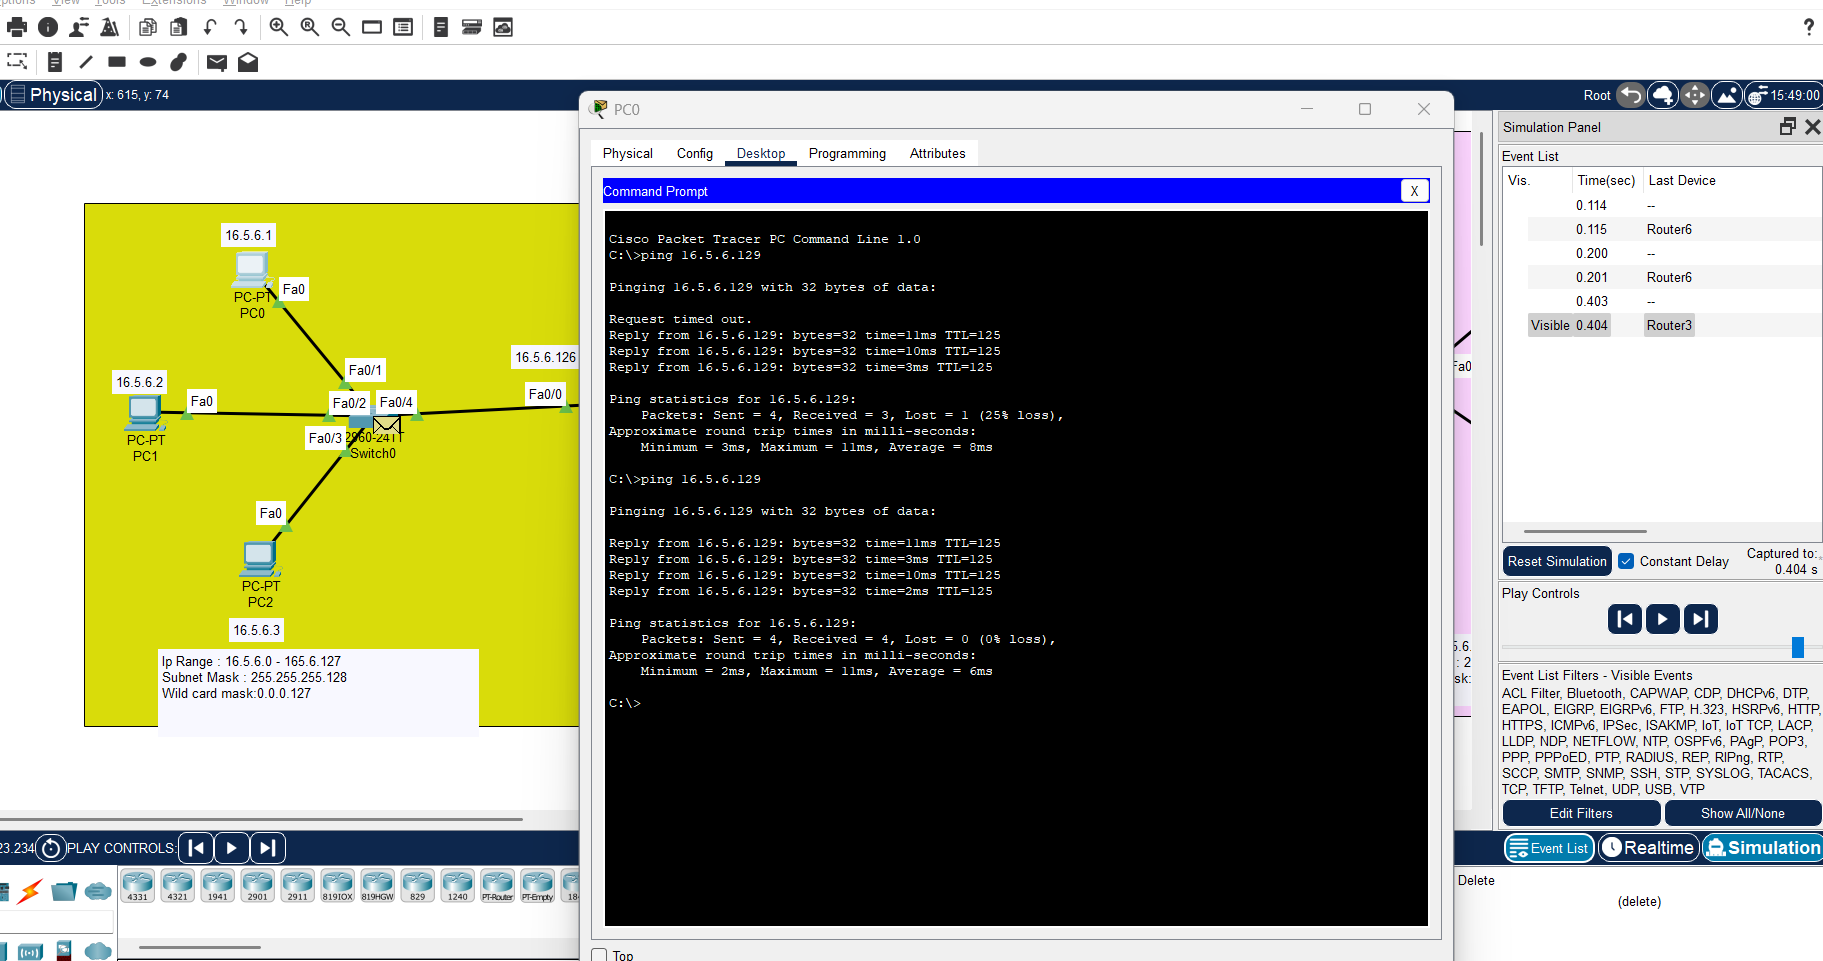 Options View Tools Extensions Window Help
?
Physical x: 615, y: 74
Root 15:49:00
16.5.6.1
PC-PT
PC0
Fa0
16.5.6.2
Fa0
PC-PT
PC1
Fa0/1
Fa0/2
Fa0/4
Fa0/3
2960-24TT
Switch0
16.5.6.126
Fa0/0
Fa0
PC-PT
PC2
16.5.6.3
Ip Range : 16.5.6.0 - 165.6.127
Subnet Mask : 255.255.255.128
Wild card mask:0.0.0.127
PC0
Physical Config Desktop Programming Attributes
Command Prompt X
Cisco Packet Tracer PC Command Line 1.0
C:\>ping 16.5.6.129
Pinging 16.5.6.129 with 32 bytes of data:
Request timed out.
Reply from 16.5.6.129: bytes=32 time=11ms TTL=125
Reply from 16.5.6.129: bytes=32 time=10ms TTL=125
Reply from 16.5.6.129: bytes=32 time=3ms TTL=125
Ping statistics for 16.5.6.129:
Packets: Sent = 4, Received = 3, Lost = 1 (25% loss),
Approximate round trip times in milli-seconds:
Minimum = 3ms, Maximum = 11ms, Average = 8ms
C:\>ping 16.5.6.129
Pinging 16.5.6.129 with 32 bytes of data:
Reply from 16.5.6.129: bytes=32 time=11ms TTL=125
Reply from 16.5.6.129: bytes=32 time=3ms TTL=125
Reply from 16.5.6.129: bytes=32 time=10ms TTL=125
Reply from 16.5.6.129: bytes=32 time=2ms TTL=125
Ping statistics for 16.5.6.129:
Packets: Sent = 4, Received = 4, Lost = 0 (0% loss),
Approximate round trip times in milli-seconds:
Minimum = 2ms, Maximum = 11ms, Average = 6ms
C:\>
Top
Fa0
5.6.
: 2
sk:
Simulation Panel
Event List
Vis. Time(sec) Last Device
0.114 --
0.115 Router6
0.200 --
0.201 Router6
0.403 --
Visible 0.404 Router3
Reset Simulation Constant Delay Captured to:
0.404 s
Play Controls
Event List Filters - Visible Events
ACL Filter, Bluetooth, CAPWAP, CDP, DHCPv6, DTP,
EAPOL, EIGRP, EIGRPv6, FTP, H.323, HSRPv6, HTTP,
HTTPS, ICMPv6, IPSec, ISAKMP, IoT, IoT TCP, LACP,
LLDP, NDP, NETFLOW, NTP, OSPFv6, PAgP, POP3,
PPP, PPPoED, PTP, RADIUS, REP, RIPng, RTP,
SCCP, SMTP, SNMP, SSH, STP, SYSLOG, TACACS,
TCP, TFTP, Telnet, UDP, USB, VTP
Edit Filters Show All/None
Event List Realtime Simulation
23.234 PLAY CONTROLS:
4331 4321 1941 2901 2911 819IOX 819HGW 829 1240 PT-Router PT-Empty 184
Delete
(delete)